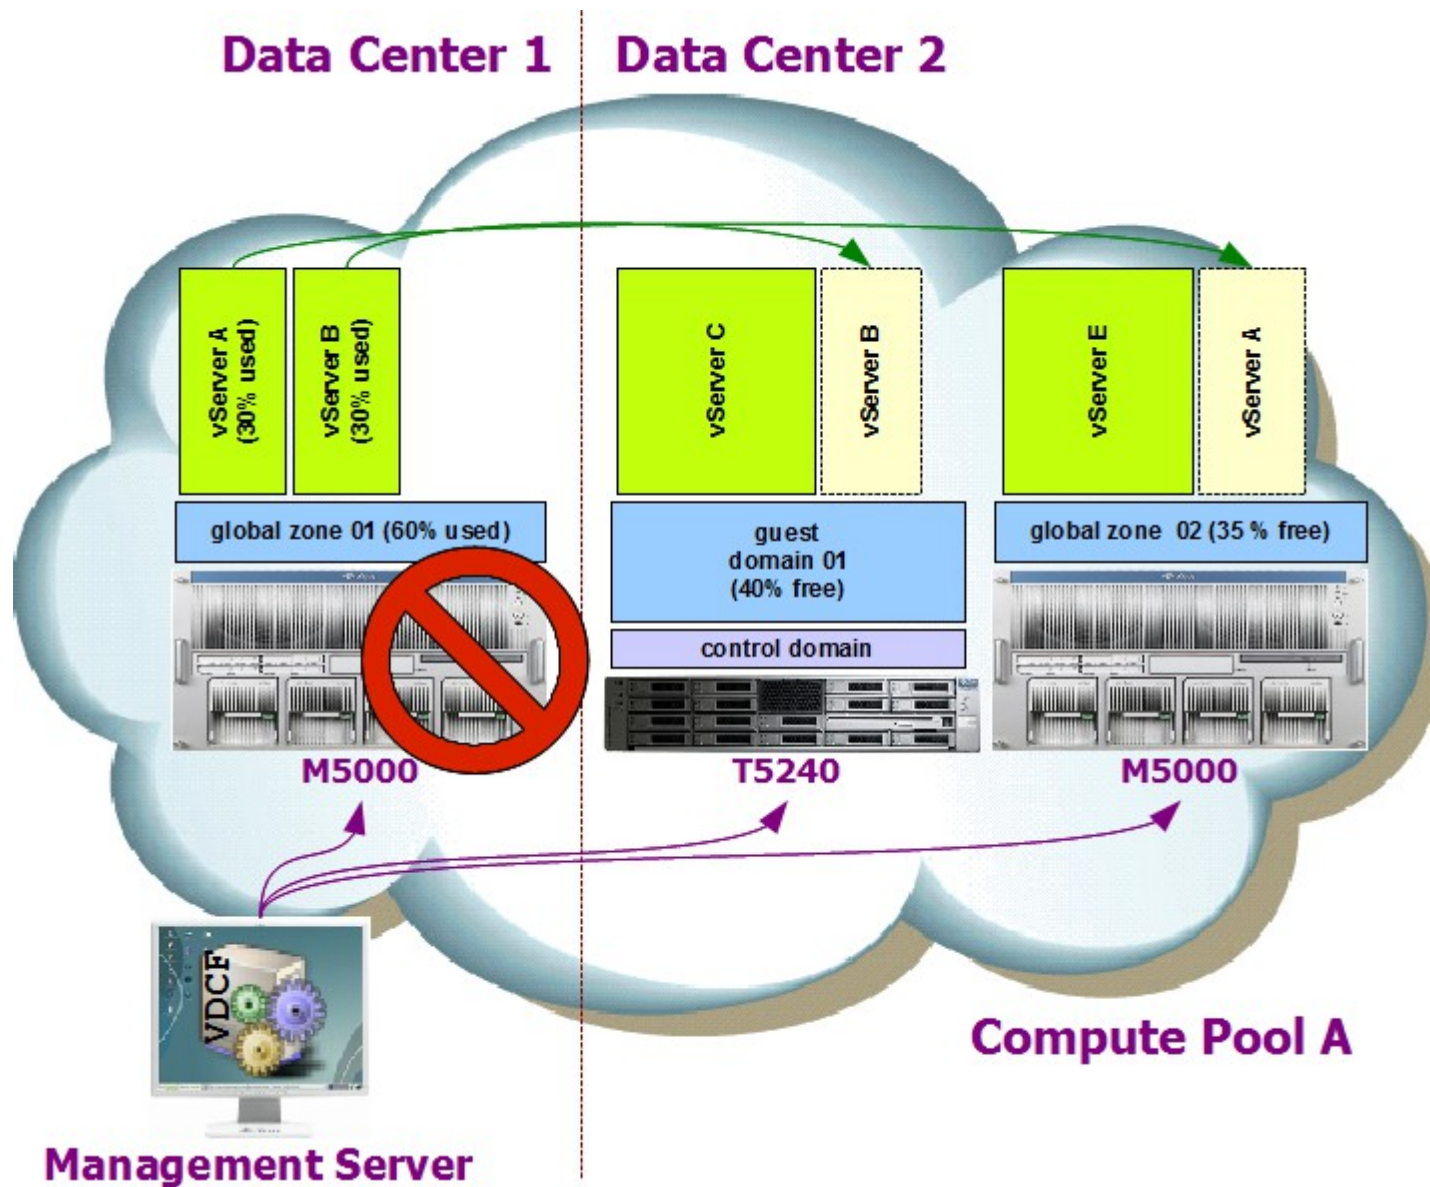 Data Center 1
Data Center 2
vServer A
(30% used)
vServer B
(30% used)
vServer C
vServer B
vServer E
vServer A
global zone 01 (60% used)
guest
domain 01
(40% free)
global zone 02 (35 % free)
control domain
M5000
T5240
M5000
VDCF
Compute Pool A
Management Server